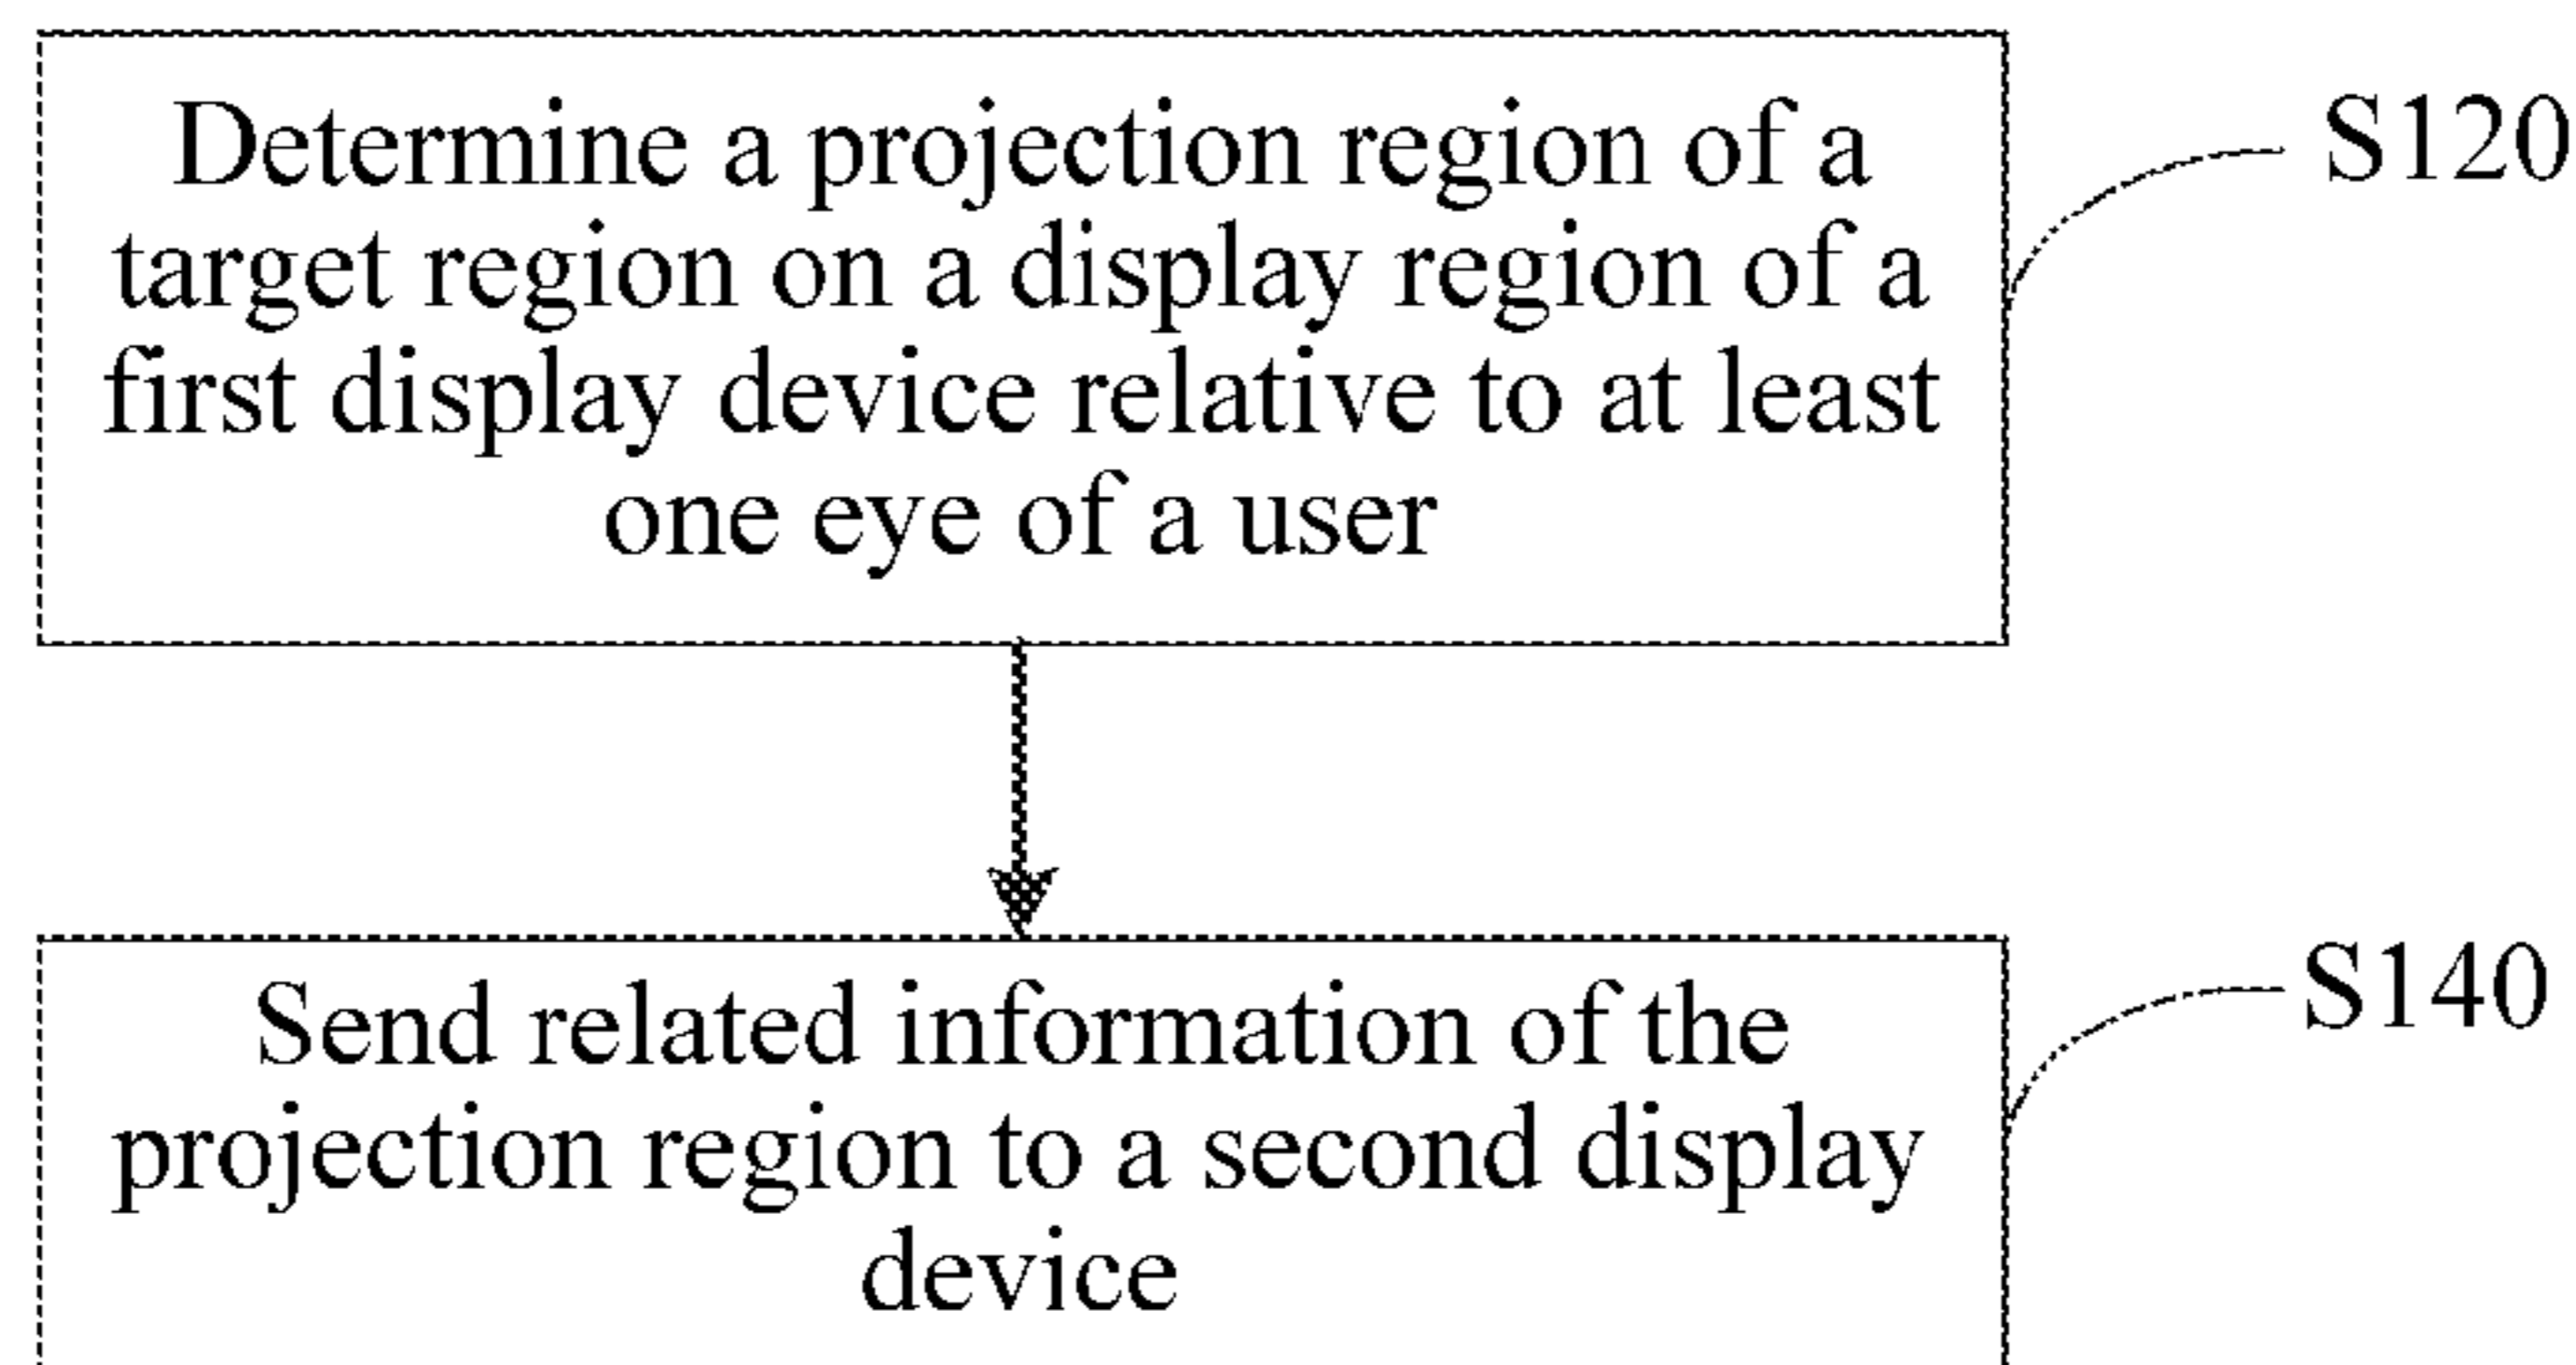 Determine a projection region of a
target region on a display region of a
first display device relative to at least
one eye of a user
S120
Send related information of the
projection region to a second display
device
S140